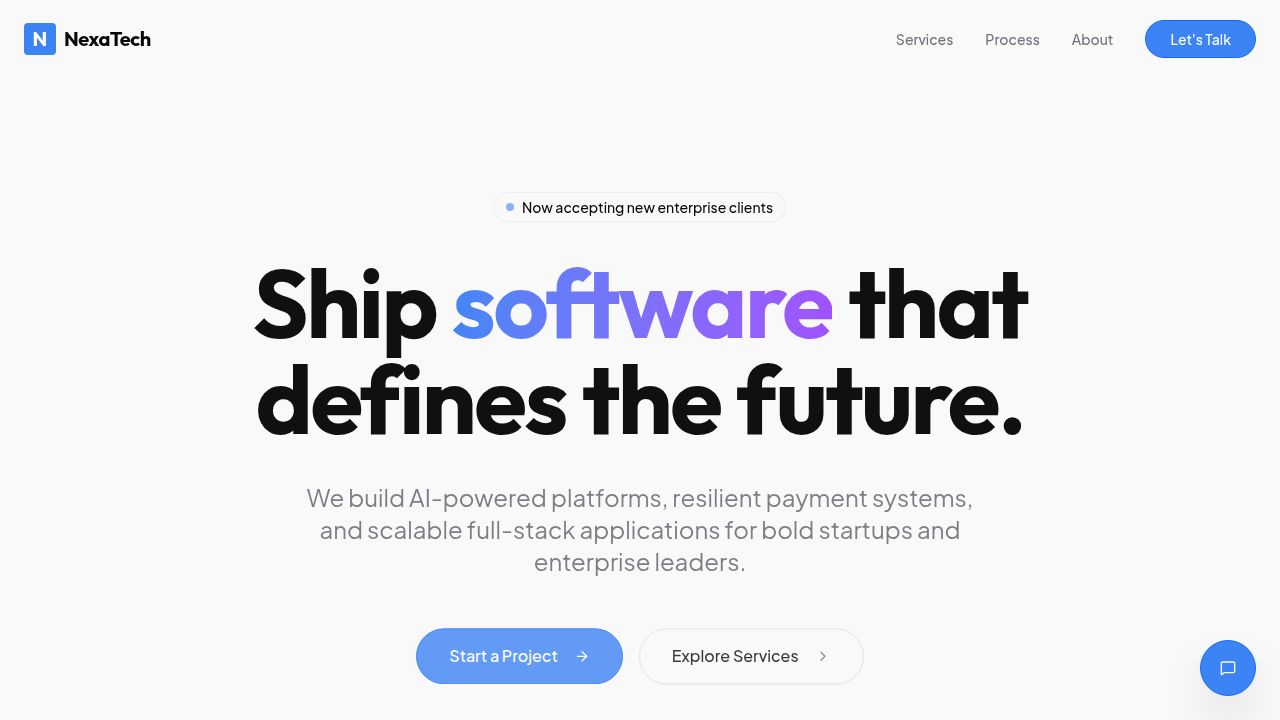 N NexaTech
Services
Process
About
Let's Talk
Now accepting new enterprise clients
Ship software that
defines the future.
We build AI-powered platforms, resilient payment systems,
and scalable full-stack applications for bold startups and
enterprise leaders.
Start a Project
Explore Services